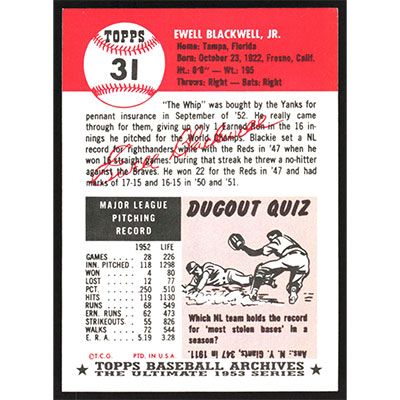 TOPPS
31
EWELL BLACKWELL, JR.
Home: Tampa, Florida
Born: October 23, 1922, Fresno, Calif.
Ht.: 6'6" — Wt.: 195
Throws: Right — Bats: Right
"The Whip" was bought by the Yanks for
pennant insurance in September of '52. He really came
through for them, giving up only 1 Earned Run in the 16 in-
nings he pitched for the World Champs. Blackie set a NL
record for righthanders while with the Reds in '47 when he
won 16 straight games. During that streak he threw a no-hitter
against the Braves. He won 22 for the Reds in '47 and had
marks of 17-15 and 16-15 in '50 and '51.
Ewell Blackwell
MAJOR LEAGUE
PITCHING
RECORD
1952 LIFE
GAMES ---- 28 226
INN. PITCHED. 118 1298
WON ----- 4 80
LOST ---- 12 77
PCT. ---- .250 .510
HITS ---- 119 1130
RUNS ---- 68 549
ERN. RUNS -- 62 473
STRIKEOUTS -- 55 826
WALKS ---- 72 544
E. R. A. --- 5.19 3.28
©T.C.G. PTD. IN U.S.A.
DUGOUT QUIZ
Which NL team holds the record
for 'most stolen bases' in a
season?
Ans.: N. Y. Giants, 347 in 1911.
TOPPS BASEBALL ARCHIVES
THE ULTIMATE 1953 SERIES